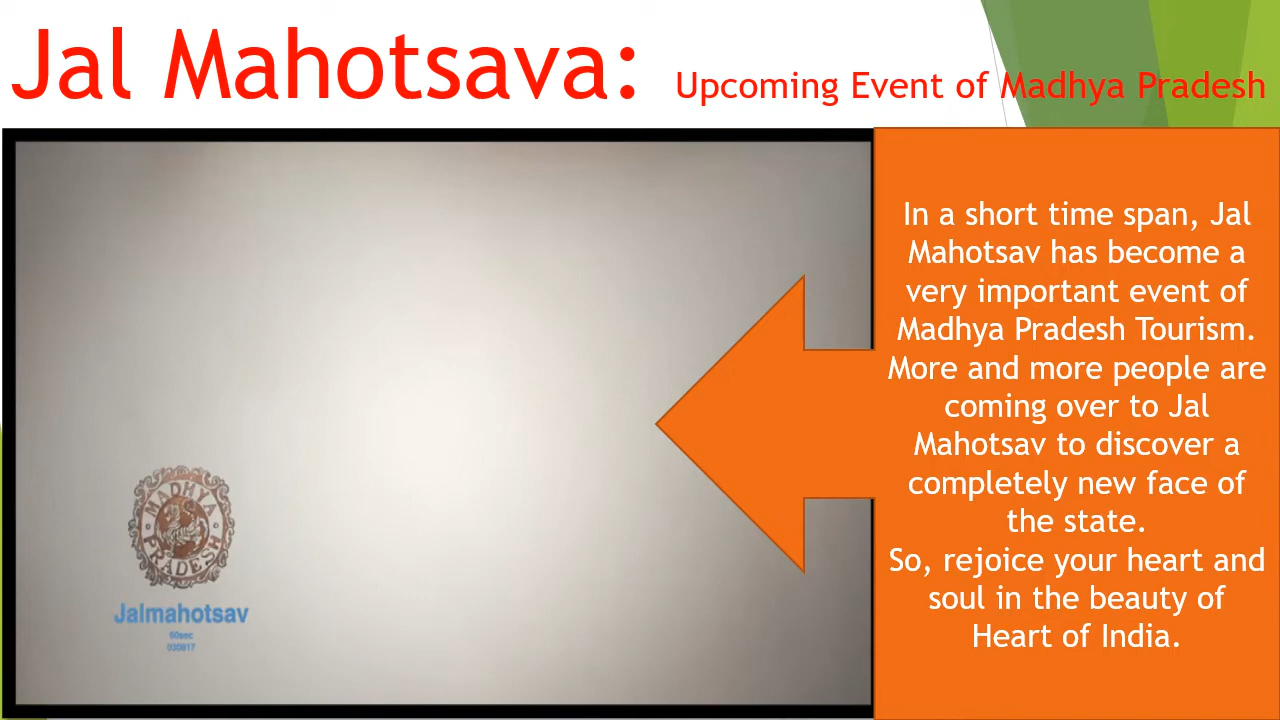 Jal Mahotsava: Upcoming Event of Madhya Pradesh
In a short time span, Jal
Mahotsav has become a
very important event of
Madhya Pradesh Tourism.
More and more people are
coming over to Jal
Mahotsav to discover a
completely new face of
the state.
So, rejoice your heart and
soul in the beauty of
Heart of India.
MADHYA
PRADESH
Jalmahotsav
60sec
030817